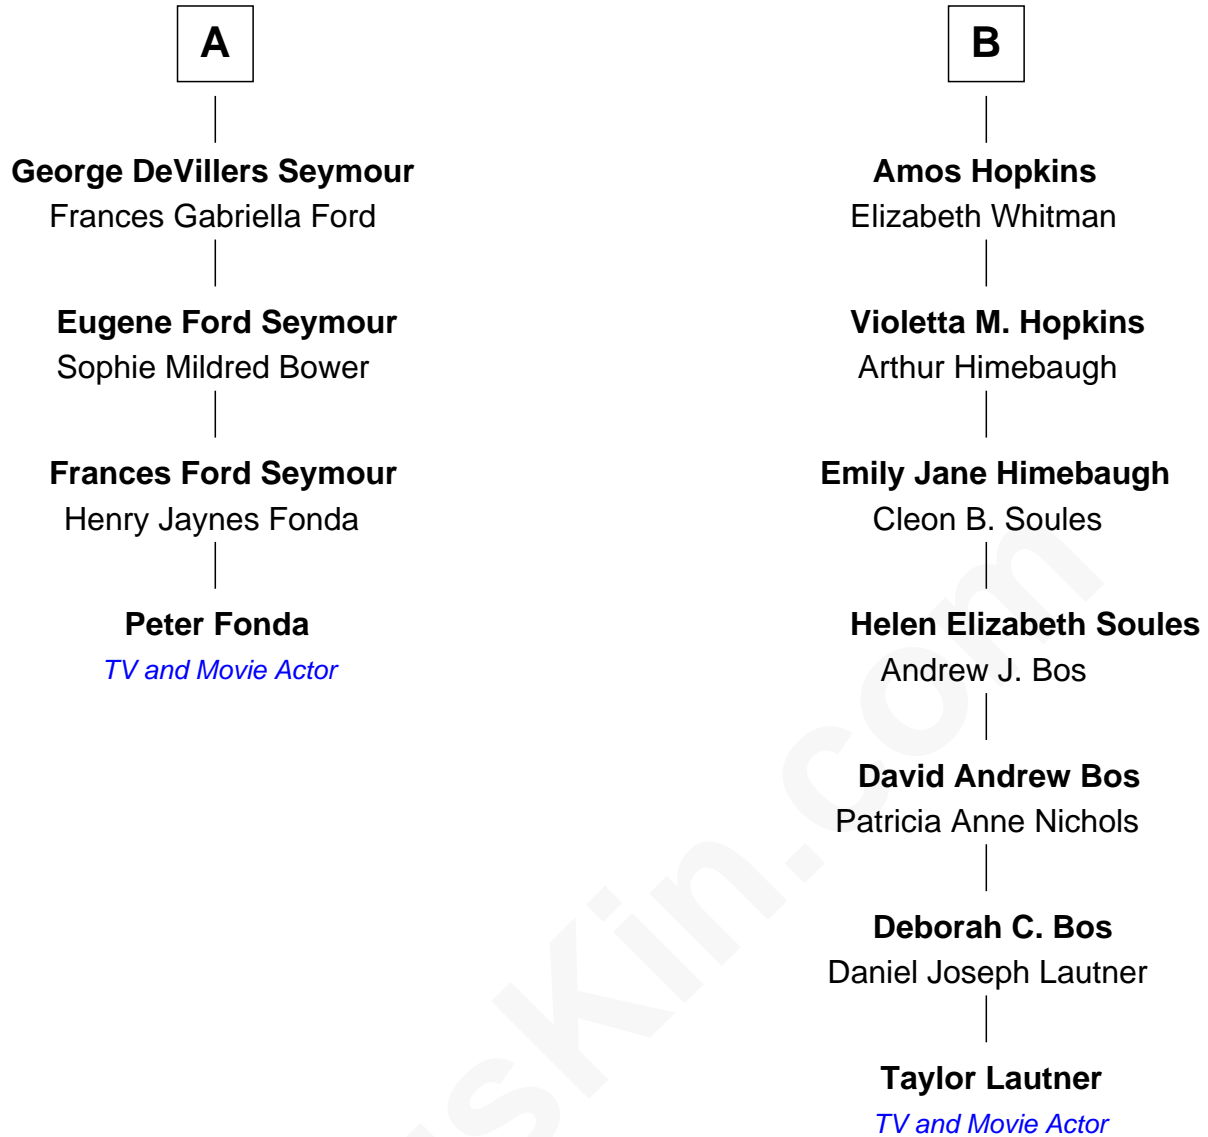 A
George DeVillers Seymour
Frances Gabriella Ford
Eugene Ford Seymour
Sophie Mildred Bower
Frances Ford Seymour
Henry Jaynes Fonda
Peter Fonda
TV and Movie Actor
B
Amos Hopkins
Elizabeth Whitman
Violetta M. Hopkins
Arthur Himebaugh
Emily Jane Himebaugh
Cleon B. Soules
Helen Elizabeth Soules
Andrew J. Bos
David Andrew Bos
Patricia Anne Nichols
Deborah C. Bos
Daniel Joseph Lautner
Taylor Lautner
TV and Movie Actor